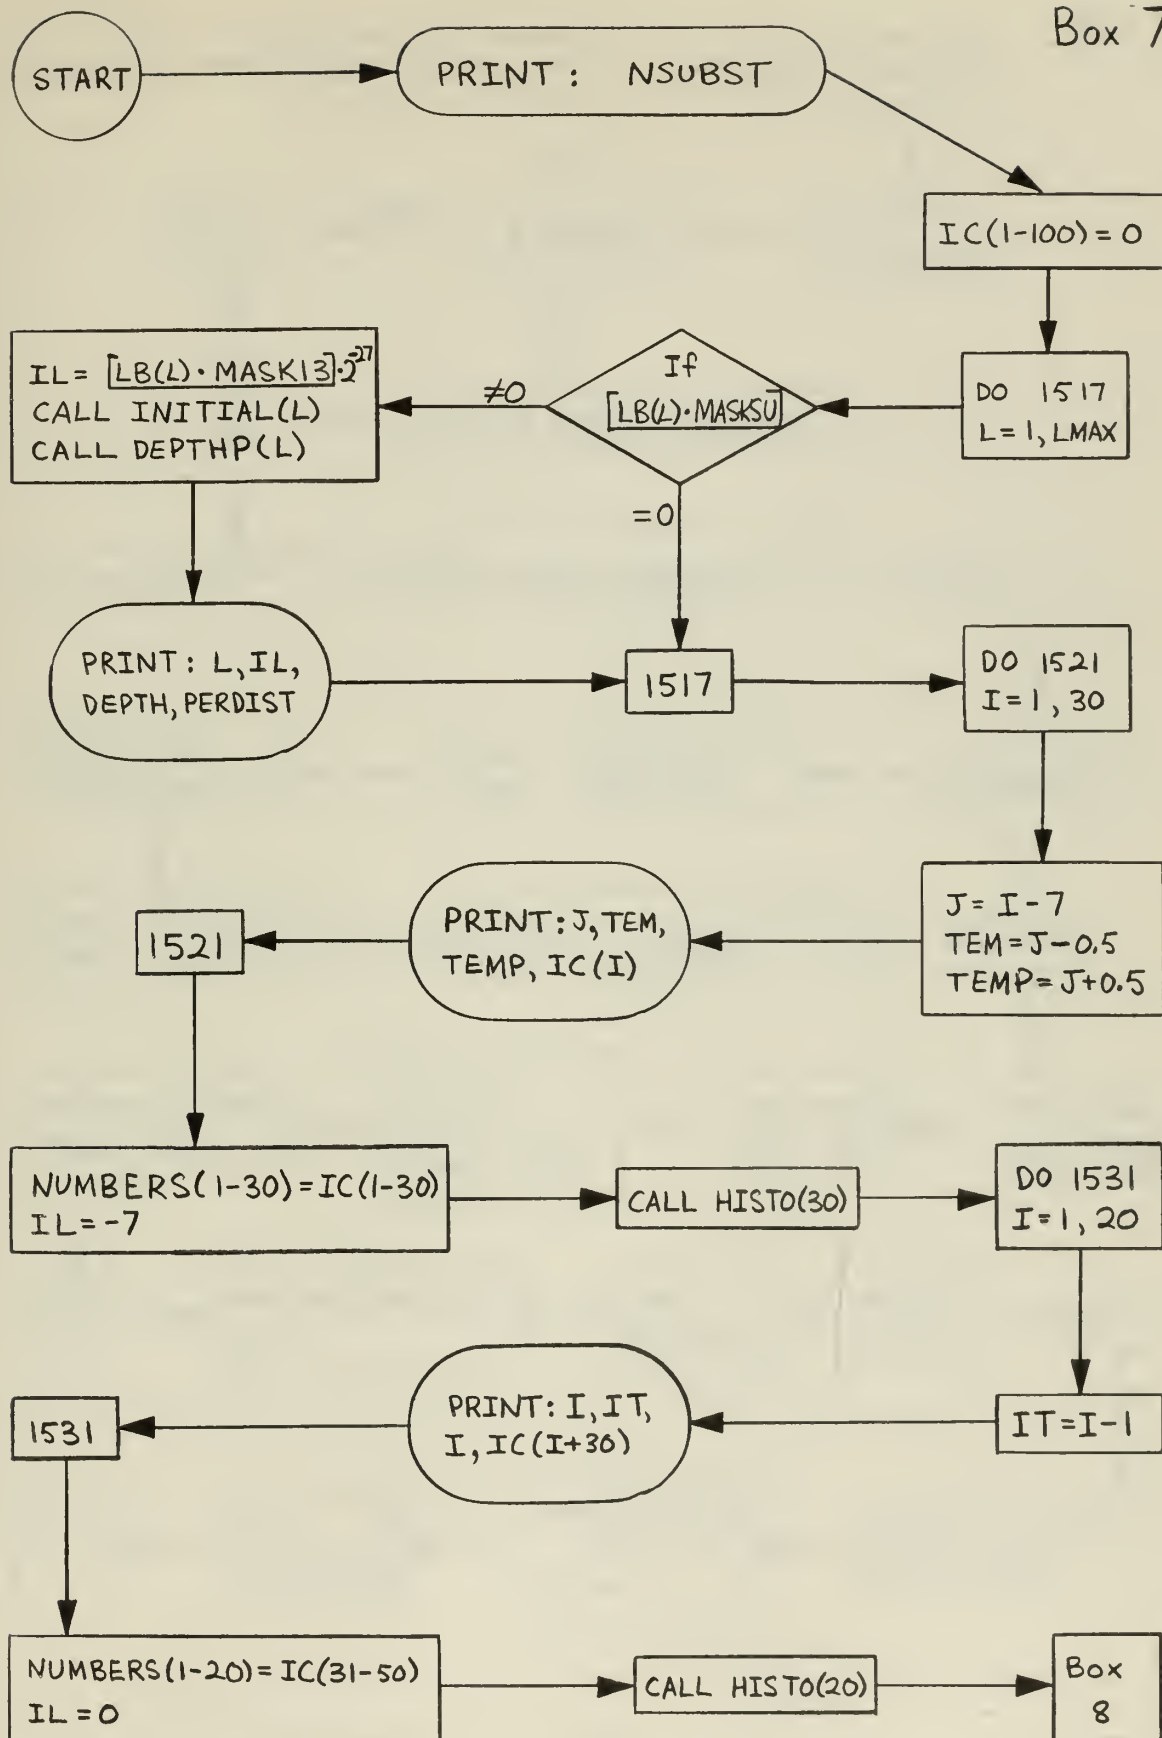 Box 7
START
PRINT: NSUBST
IC(1-100)=0
DO 1517
L=1, LMAX
If
[LB(L)·MASKSU]
≠0
=0
IL= [LB(L)·MASK13]·2⁻²⁷
CALL INITIAL(L)
CALL DEPTHP(L)
PRINT: L, IL,
DEPTH, PERDIST
1517
DO 1521
I=1, 30
J=I-7
TEM=J-0.5
TEMP=J+0.5
PRINT: J, TEM,
TEMP, IC(I)
1521
NUMBERS(1-30)=IC(1-30)
IL=-7
CALL HISTO(30)
DO 1531
I=1, 20
IT=I-1
PRINT: I, IT,
I, IC(I+30)
1531
NUMBERS(1-20)=IC(31-50)
IL=0
CALL HISTO(20)
Box
8